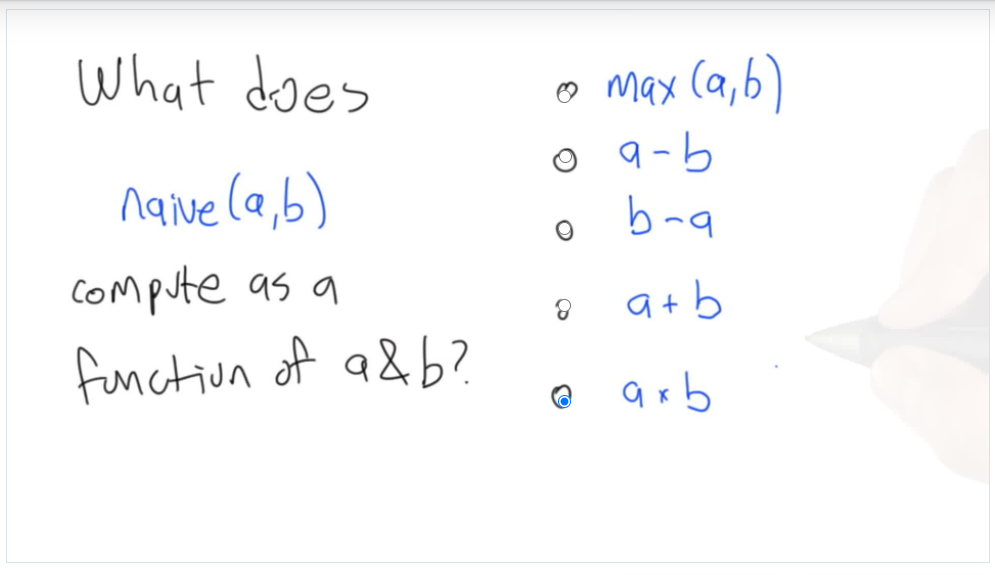 What does
naive(a,b)
compute as a
function of a&b?
max(a,b)
a-b
b-a
a+b
a×b